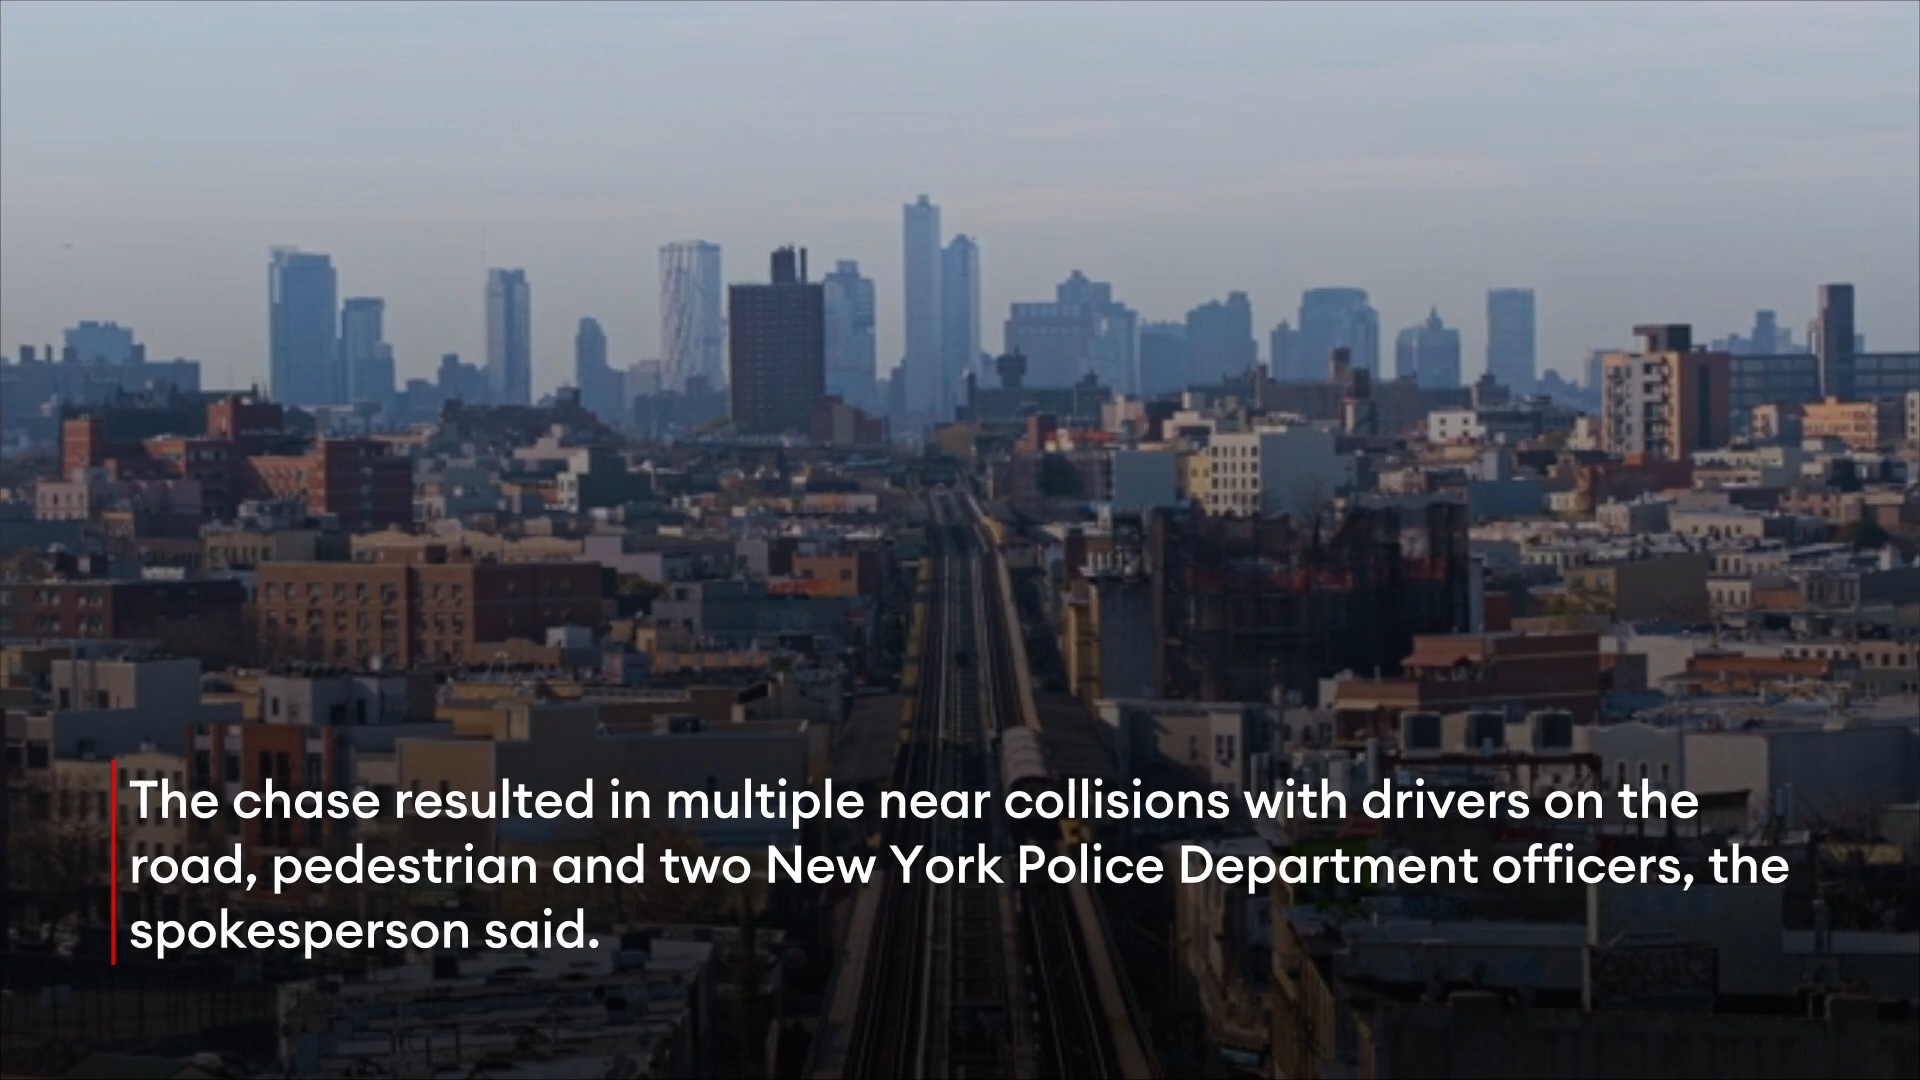 The chase resulted in multiple near collisions with drivers on the
road, pedestrian and two New York Police Department officers, the
spokesperson said.